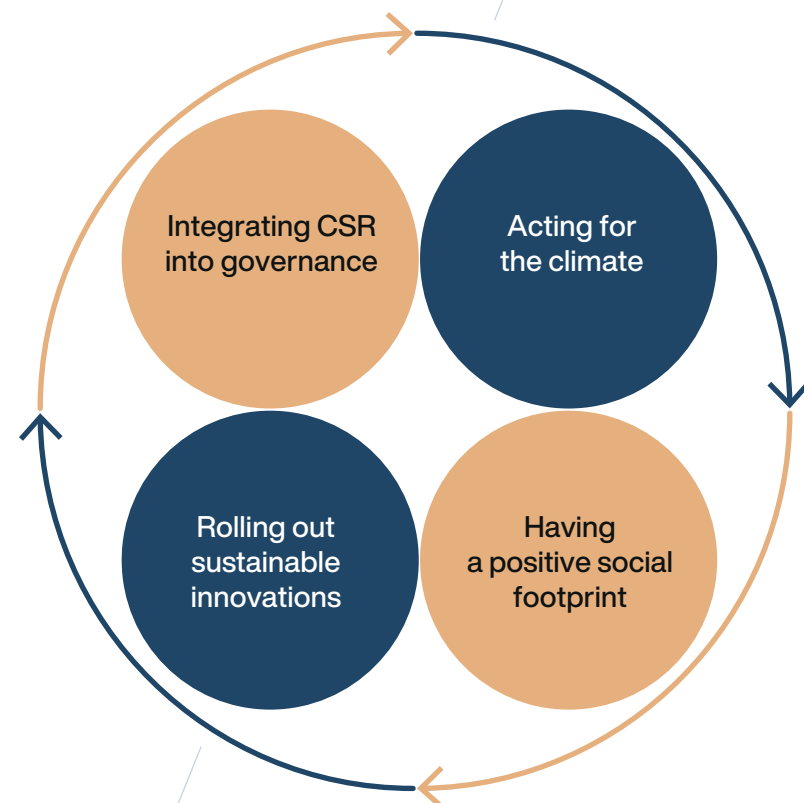 Integrating CSR
into governance
Acting for
the climate
Rolling out
sustainable
innovations
Having
a positive social
footprint